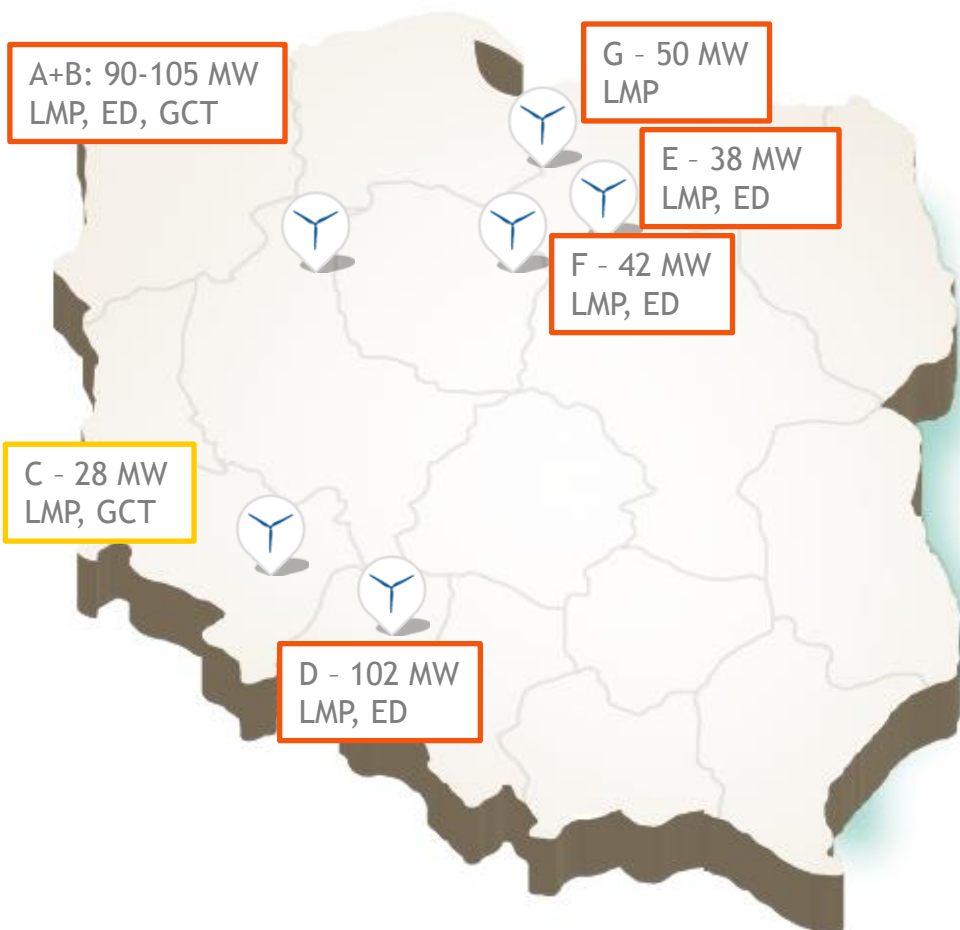 A+B: 90-105 MW
LMP, ED, GCT
G - 50 MW
LMP
E - 38 MW
LMP, ED
F - 42 MW
LMP, ED
C - 28 MW
LMP, GCT
D - 102 MW
LMP, ED